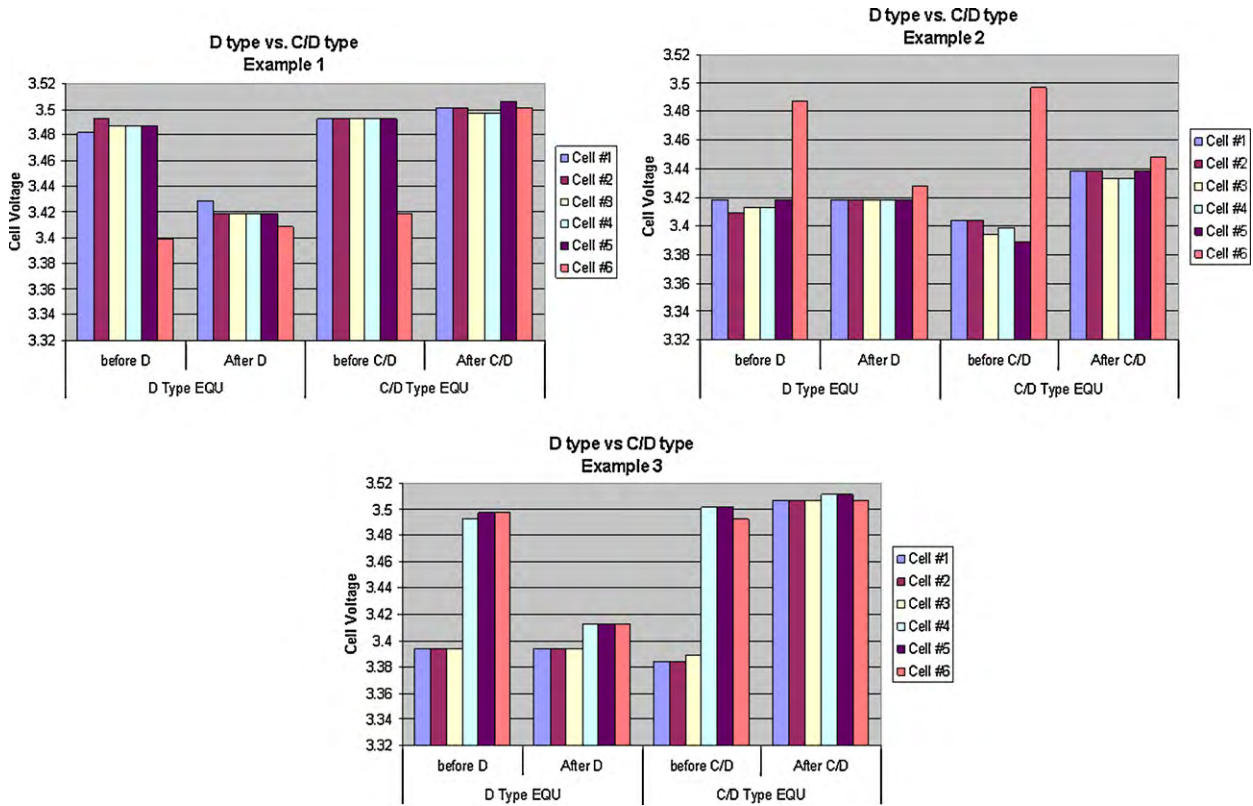 D type vs. C/D type
Example 1
Cell Voltage
3.52
3.5
3.48
3.46
3.44
3.42
3.4
3.38
3.36
3.34
3.32
before D
After D
before C/D
After C/D
D Type EQU
C/D Type EQU
Cell #1
Cell #2
Cell #3
Cell #4
Cell #5
Cell #6
D type vs. C/D type
Example 2
Cell Voltage
3.52
3.5
3.48
3.46
3.44
3.42
3.4
3.38
3.36
3.34
3.32
before D
After D
before C/D
After C/D
D Type EQU
C/D Type EQU
Cell #1
Cell #2
Cell #3
Cell #4
Cell #5
Cell #6
D type vs C/D type
Example 3
Cell Voltage
3.52
3.5
3.48
3.46
3.44
3.42
3.4
3.38
3.36
3.34
3.32
before D
After D
before C/D
After C/D
D Type EQU
C/D Type EQU
Cell #1
Cell #2
Cell #3
Cell #4
Cell #5
Cell #6